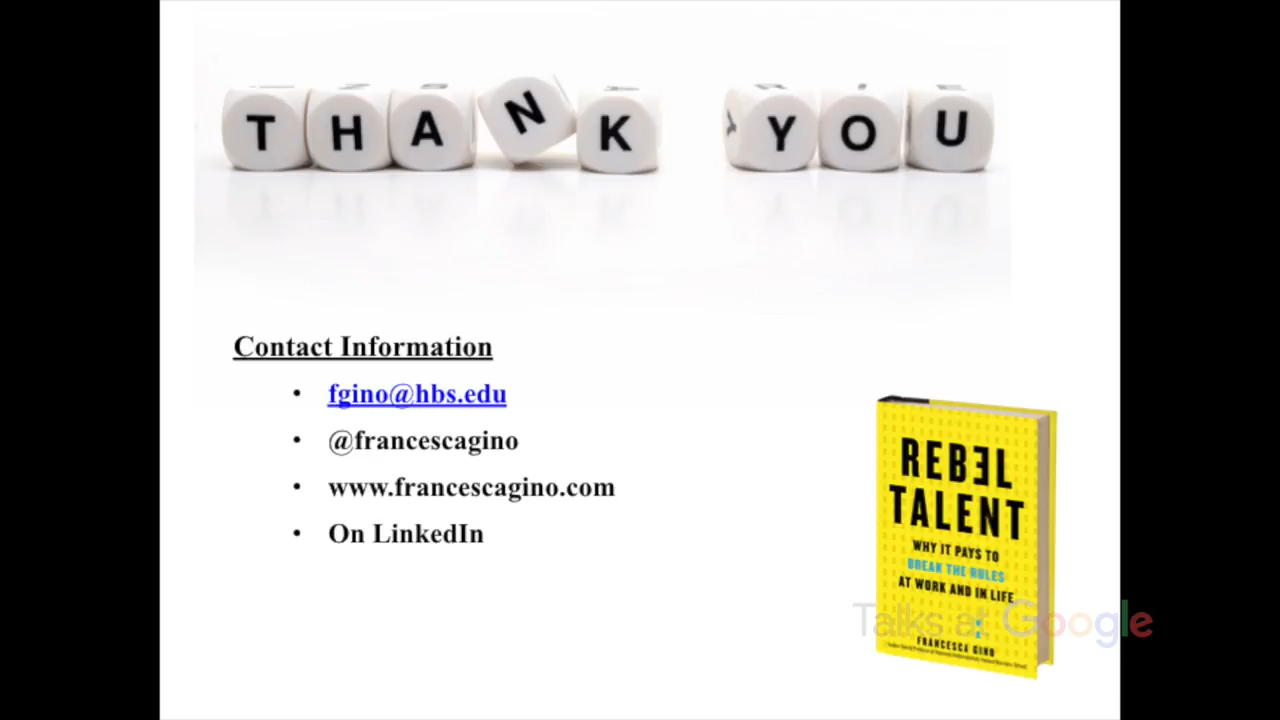 THANK YOU
Contact Information
• fgino@hbs.edu
• @francescagino
• www.francescagino.com
• On LinkedIn
REBƎL
TALENT
WHY IT PAYS TO
BREAK THE RULES
AT WORK AND IN LIFE
Talks at Google
FRANCESCA GINO